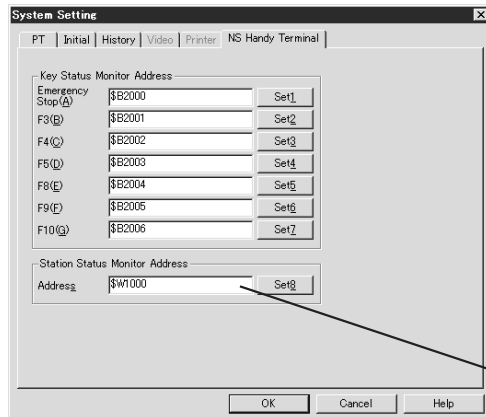 System Setting
PT Initial History Video Printer NS Handy Terminal
Key Status Monitor Address
Emergency Stop(A) $B2000 Set1
F3(B) $B2001 Set2
F4(C) $B2002 Set3
F5(D) $B2003 Set4
F8(E) $B2004 Set5
F9(F) $B2005 Set6
F10(G) $B2006 Set7
Station Status Monitor Address
Address $W1000 Set8
OK Cancel Help